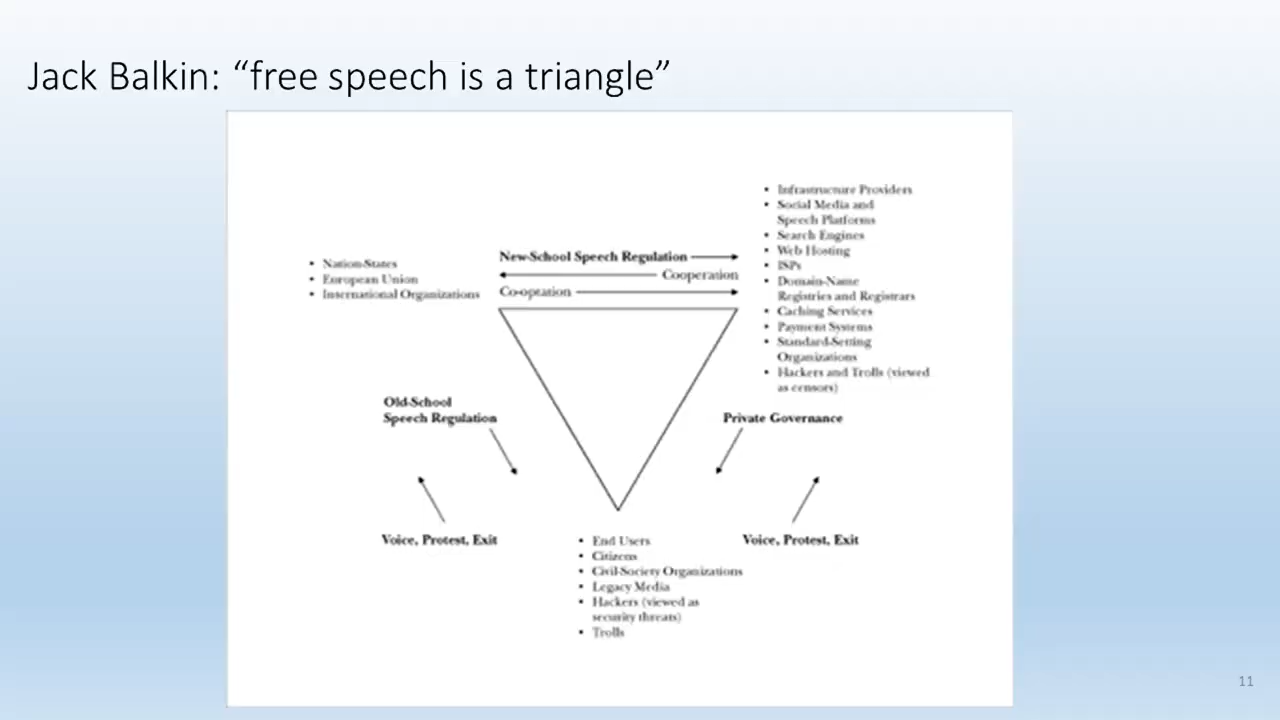 Jack Balkin: “free speech is a triangle”
• Nation-States
• European Union
• International Organizations
New-School Speech Regulation
Cooperation
Co-optation
• Infrastructure Providers
• Social Media and
Speech Platforms
• Search Engines
• Web Hosting
• ISPs
• Domain-Name
Registries and Registrars
• Caching Services
• Payment Systems
• Standard-Setting
Organizations
• Hackers and Trolls (viewed
as censors)
Old-School
Speech Regulation
Private Governance
Voice, Protest, Exit
Voice, Protest, Exit
• End Users
• Citizens
• Civil-Society Organizations
• Legacy Media
• Hackers (viewed as
security threats)
• Trolls
11